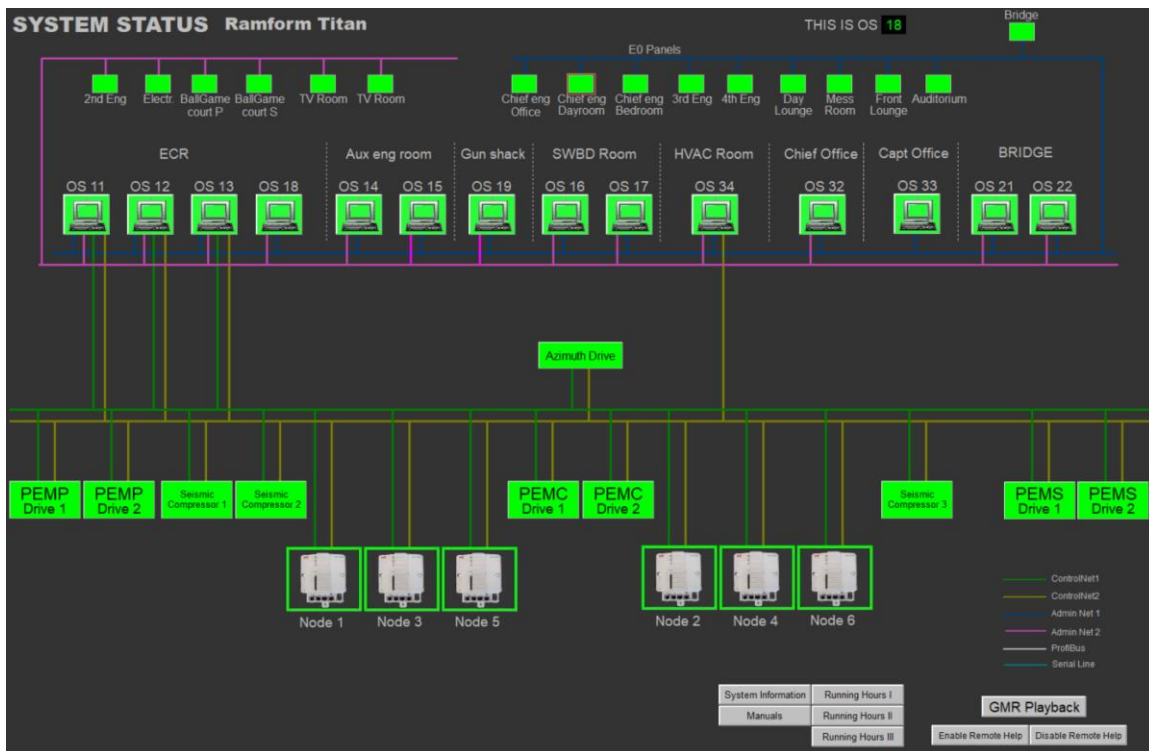 SYSTEM STATUS Ramform Titan
THIS IS OS 18
Bridge
E0 Panels
2nd Eng
Electr.
BallGame
court P
BallGame
court S
TV Room
TV Room
Chief eng
Office
Chief eng
Dayroom
Chief eng
Bedroom
3rd Eng
4th Eng
Day
Lounge
Mess
Room
Front
Lounge
Auditorium
ECR
Aux eng room
Gun shack
SWBD Room
HVAC Room
Chief Office
Capt Office
BRIDGE
OS 11
OS 12
OS 13
OS 18
OS 14
OS 15
OS 19
OS 16
OS 17
OS 34
OS 32
OS 33
OS 21
OS 22
Azimuth Drive
PEMP
Drive 1
PEMP
Drive 2
Seismic
Compressor 1
Seismic
Compressor 2
PEMC
Drive 1
PEMC
Drive 2
Seismic
Compressor 3
PEMS
Drive 1
PEMS
Drive 2
Node 1
Node 3
Node 5
Node 2
Node 4
Node 6
ControlNet1
ControlNet2
Admin Net 1
Admin Net 2
ProfiBus
Serial Line
System Information
Running Hours I
Manuals
Running Hours II
Running Hours III
GMR Playback
Enable Remote Help
Disable Remote Help